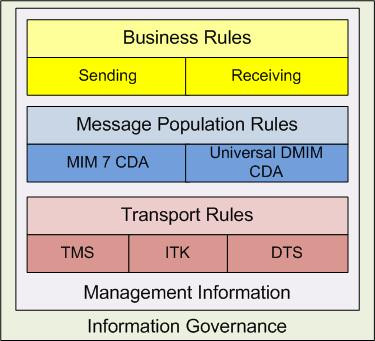 Business Rules
Sending
Receiving
Message Population Rules
MIM 7 CDA
Universal DMIM
CDA
Transport Rules
TMS
ITK
DTS
Management Information
Information Governance